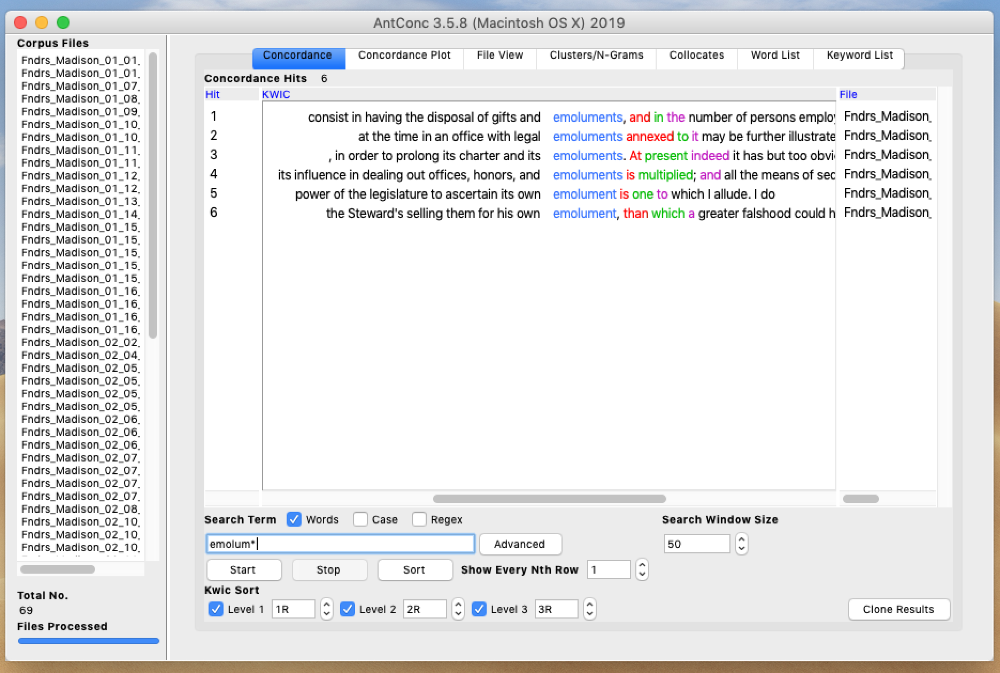 AntConc 3.5.8 (Macintosh OS X) 2019
Corpus Files
Fndrs_Madison_01_01_
Fndrs_Madison_01_01_
Fndrs_Madison_01_07_
Fndrs_Madison_01_08_
Fndrs_Madison_01_09_
Fndrs_Madison_01_10_
Fndrs_Madison_01_10_
Fndrs_Madison_01_11_
Fndrs_Madison_01_11_
Fndrs_Madison_01_12_
Fndrs_Madison_01_12_
Fndrs_Madison_01_13_
Fndrs_Madison_01_14_
Fndrs_Madison_01_15_
Fndrs_Madison_01_15_
Fndrs_Madison_01_15_
Fndrs_Madison_01_15_
Fndrs_Madison_01_15_
Fndrs_Madison_01_16_
Fndrs_Madison_01_16_
Fndrs_Madison_01_16_
Fndrs_Madison_01_16_
Fndrs_Madison_02_02_
Fndrs_Madison_02_04_
Fndrs_Madison_02_05_
Fndrs_Madison_02_05_
Fndrs_Madison_02_05_
Fndrs_Madison_02_05_
Fndrs_Madison_02_06_
Fndrs_Madison_02_06_
Fndrs_Madison_02_06_
Fndrs_Madison_02_07_
Fndrs_Madison_02_07_
Fndrs_Madison_02_07_
Fndrs_Madison_02_07_
Fndrs_Madison_02_08_
Fndrs_Madison_02_10_
Fndrs_Madison_02_10_
Fndrs_Madison_02_10_
Total No.
69
Files Processed
Concordance Concordance Plot File View Clusters/N-Grams Collocates Word List Keyword List
Concordance Hits 6
Hit KWIC File
1 consist in having the disposal of gifts and emoluments, and in the number of persons employ Fndrs_Madison_
2 at the time in an office with legal emoluments annexed to it may be further illustrate Fndrs_Madison_
3 , in order to prolong its charter and its emoluments. At present indeed it has but too obvi Fndrs_Madison_
4 its influence in dealing out offices, honors, and emoluments is multiplied; and all the means of sec Fndrs_Madison_
5 power of the legislature to ascertain its own emolument is one to which I allude. I do Fndrs_Madison_
6 the Steward's selling them for his own emolument, than which a greater falshood could h Fndrs_Madison_
Search Term Words Case Regex Search Window Size
emolum* Advanced 50
Start Stop Sort Show Every Nth Row 1
Kwic Sort
Level 1 1R Level 2 2R Level 3 3R Clone Results